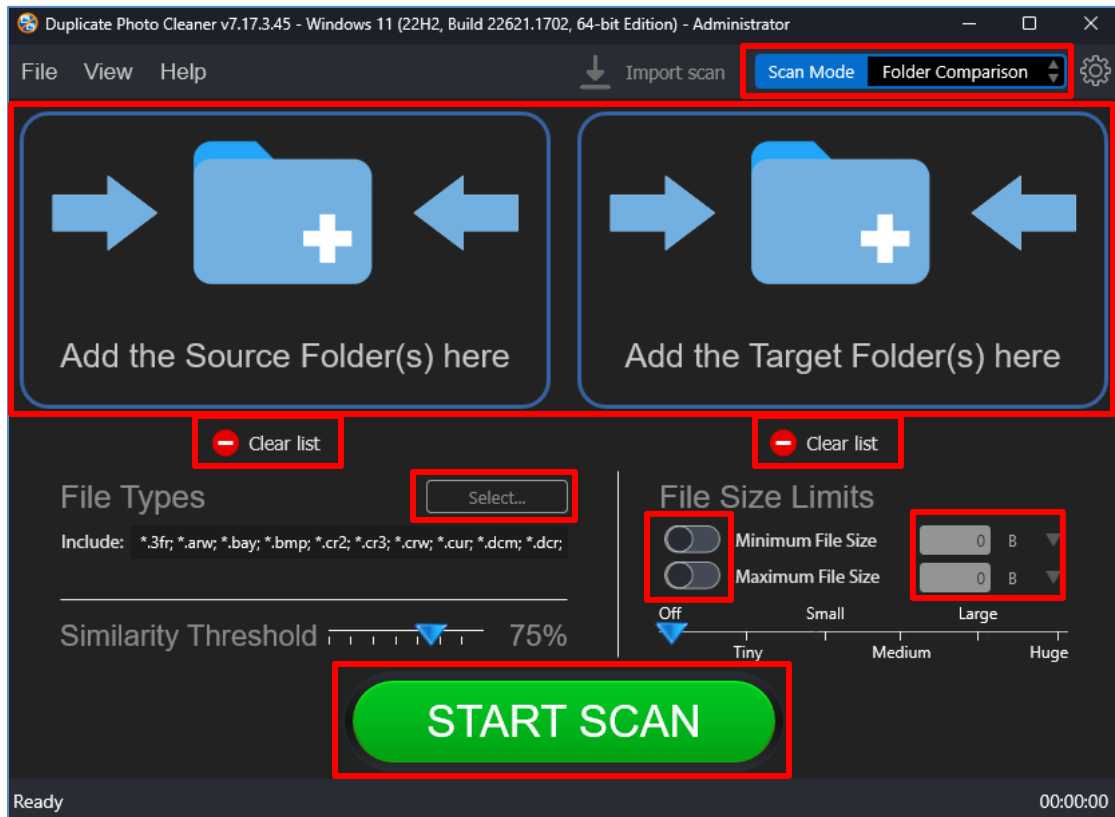 Duplicate Photo Cleaner v7.17.3.45 - Windows 11 (22H2, Build 22621.1702, 64-bit Edition) - Administrator
File View Help Import scan Scan Mode Folder Comparison
Add the Source Folder(s) here Add the Target Folder(s) here
Clear list Clear list
File Types Select... File Size Limits
Include: *.3fr; *.arw; *.bay; *.bmp; *.cr2; *.cr3; *.crw; *.cur; *.dcm; *.dcr; Minimum File Size 0 B
Maximum File Size 0 B
Off Small Large
Similarity Threshold 75%
Tiny Medium Huge
START SCAN
Ready 00:00:00